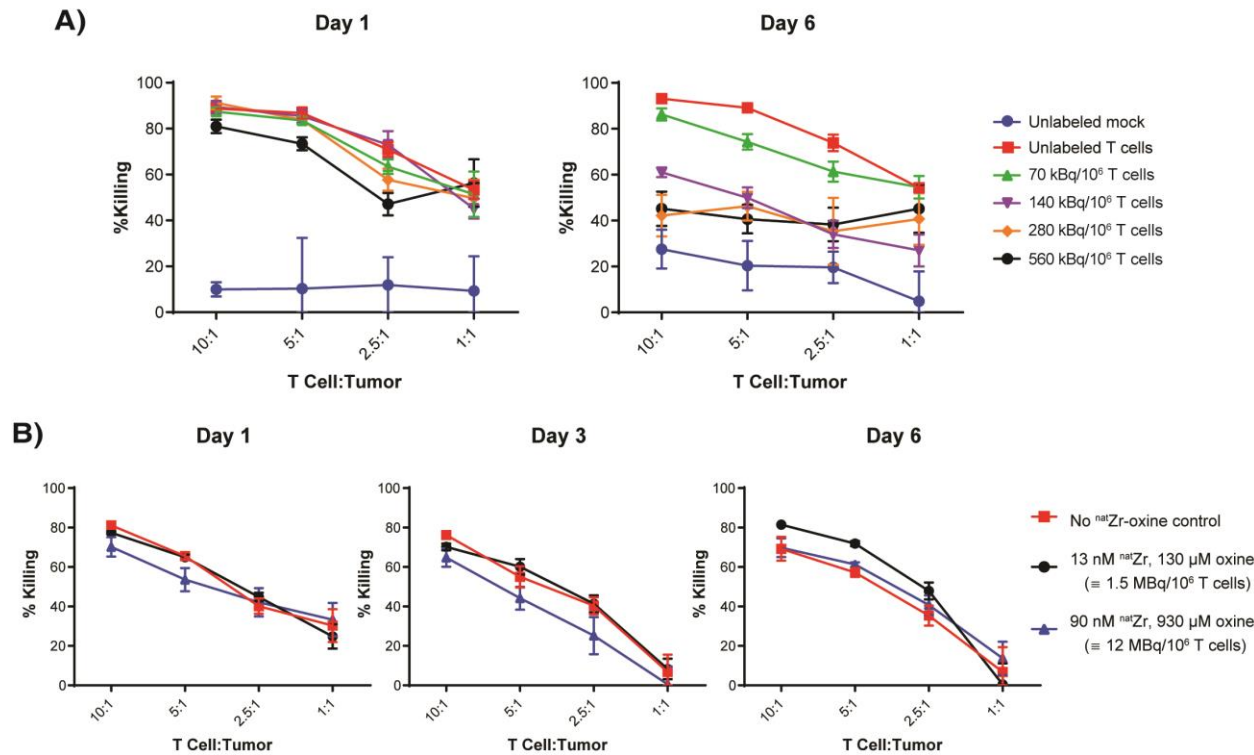 A)
Day 1
Day 6
%Killing
100
80
60
40
20
0
10:1
5:1
2.5:1
1:1
T Cell:Tumor
%Killing
100
80
60
40
20
0
10:1
5:1
2.5:1
1:1
T Cell:Tumor
Unlabeled mock
Unlabeled T cells
70 kBq/10⁶ T cells
140 kBq/10⁶ T cells
280 kBq/10⁶ T cells
560 kBq/10⁶ T cells
B)
Day 1
Day 3
Day 6
% Killing
100
80
60
40
20
0
10:1
5:1
2.5:1
1:1
T Cell:Tumor
% Killing
100
80
60
40
20
0
10:1
5:1
2.5:1
1:1
T Cell:Tumor
% Killing
100
80
60
40
20
0
10:1
5:1
2.5:1
1:1
T Cell:Tumor
No ⁿᵃᵗZr-oxine control
13 nM ⁿᵃᵗZr, 130 µM oxine
(≡ 1.5 MBq/10⁶ T cells)
90 nM ⁿᵃᵗZr, 930 µM oxine
(≡ 12 MBq/10⁶ T cells)